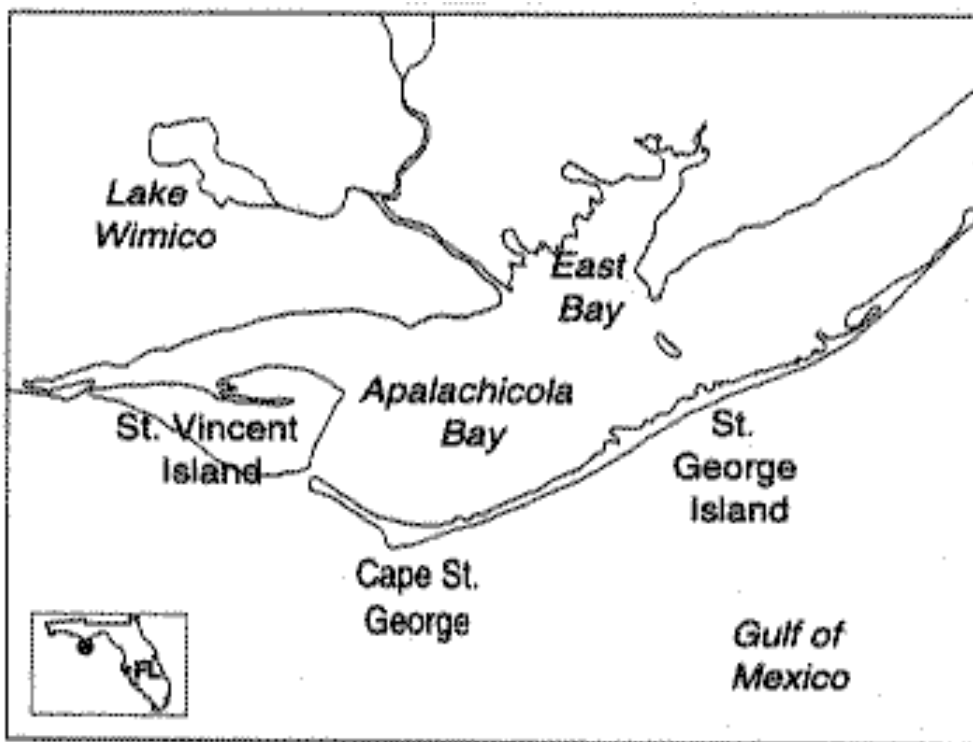 Lake
Wimico
East
Bay
Apalachicola
Bay
St. Vincent
Island
St.
George
Island
Cape St.
George
Gulf of
Mexico
FL